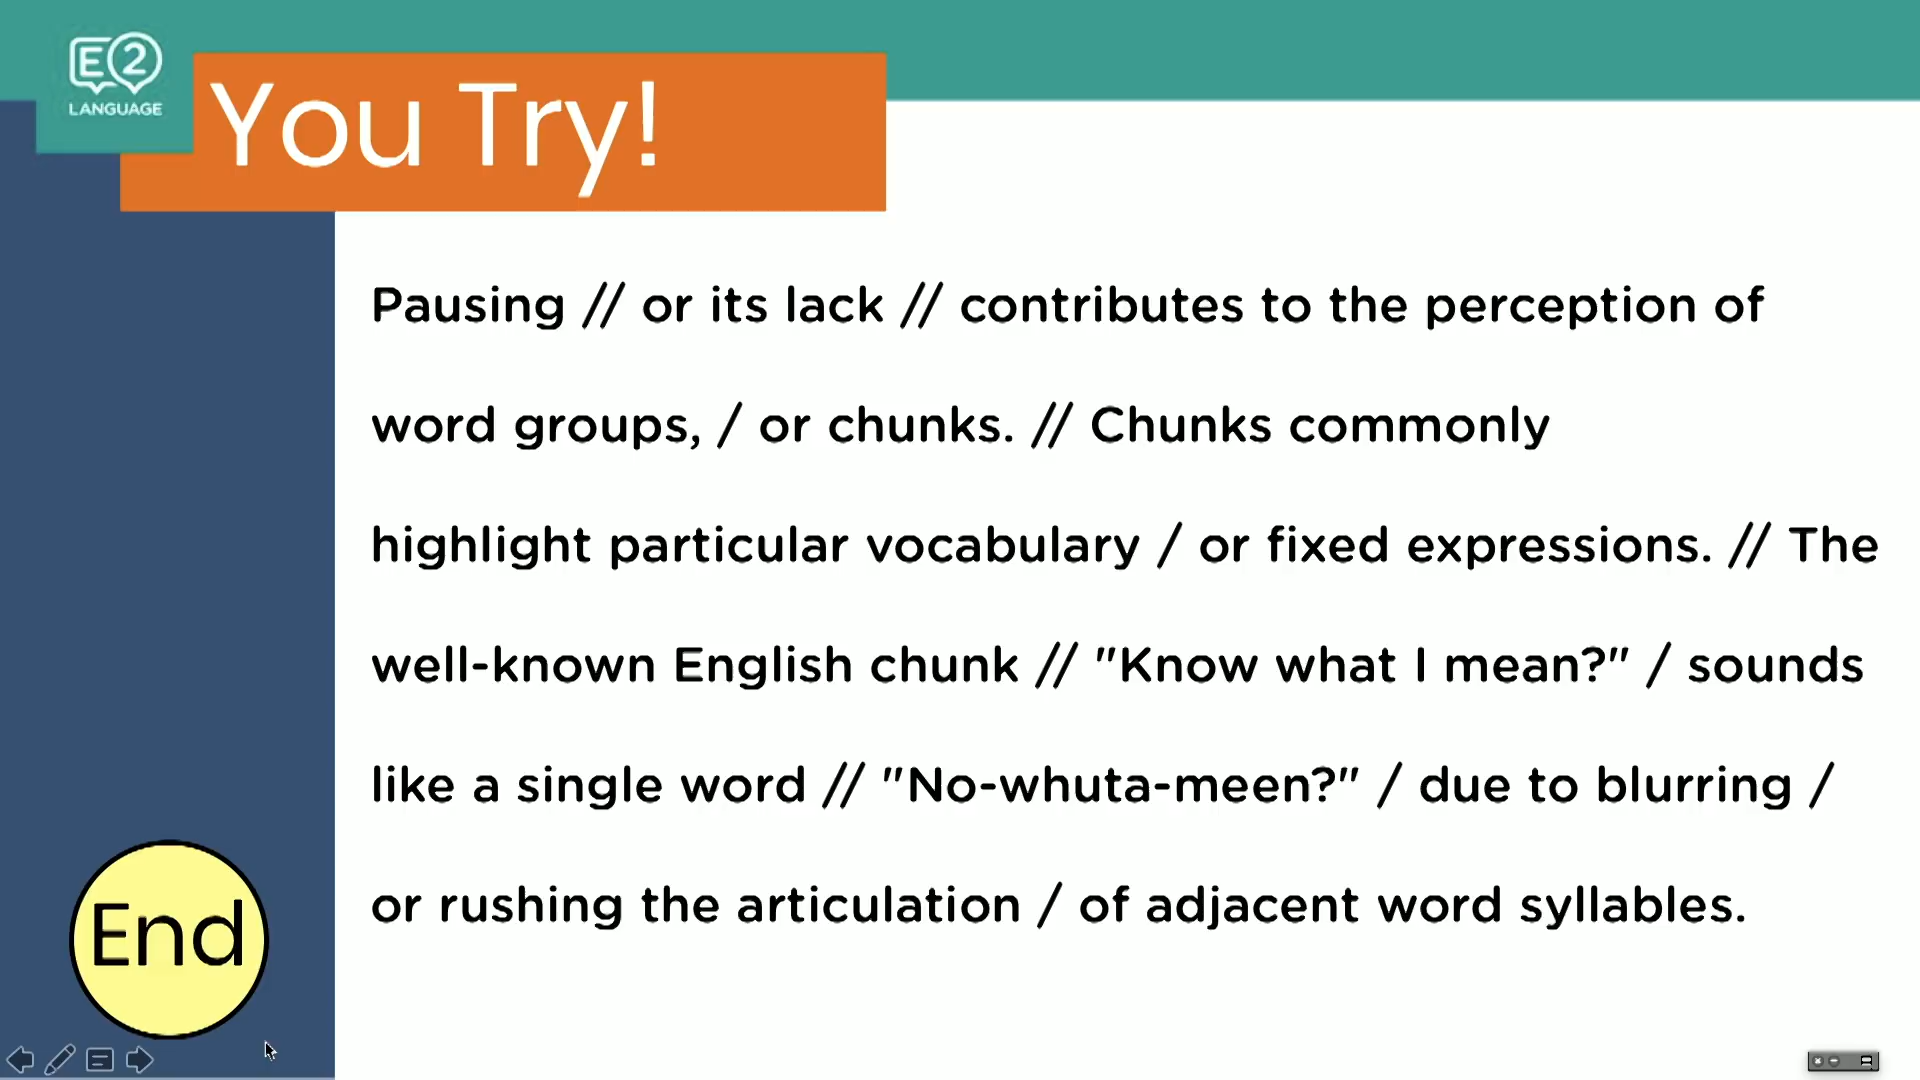 E2
LANGUAGE
You Try!
Pausing // or its lack // contributes to the perception of
word groups, / or chunks. // Chunks commonly
highlight particular vocabulary / or fixed expressions. // The
well-known English chunk // "Know what I mean?" / sounds
like a single word // "No-whuta-meen?" / due to blurring /
or rushing the articulation / of adjacent word syllables.
End